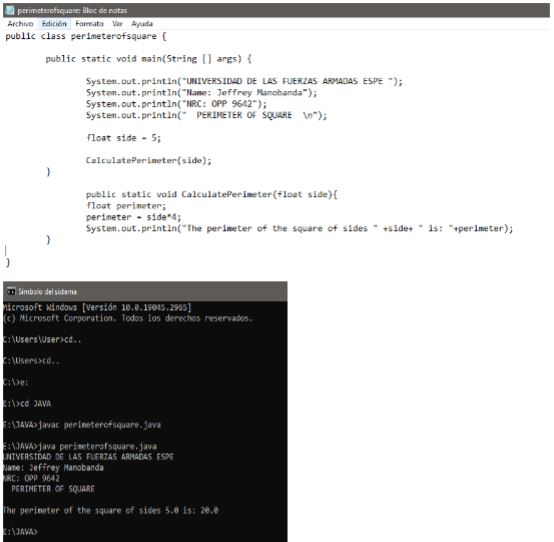 perimeterofsquare: Bloc de notas
Archivo Edición Formato Ver Ayuda
public class perimeterofsquare {
public static void main(String [] args) {
System.out.println("UNIVERSIDAD DE LAS FUERZAS ARMADAS ESPE ");
System.out.println("Name: Jeffrey Manobanda");
System.out.println("NRC: OPP 9642");
System.out.println("  PERIMETER OF SQUARE  \n");
float side = 5;
CalculatePerimeter(side);
}
public static void CalculatePerimeter(float side){
float perimeter;
perimeter = side*4;
System.out.println("The perimeter of the square of sides " +side+ " is: "+perimeter);
}
}
Símbolo del sistema
Microsoft Windows [Versión 10.0.19045.2965]
(c) Microsoft Corporation. Todos los derechos reservados.
C:\Users\User>cd..
C:\Users>cd..
C:\>e:
E:\>cd JAVA
E:\JAVA>javac perimeterofsquare.java
E:\JAVA>java perimeterofsquare.java
UNIVERSIDAD DE LAS FUERZAS ARMADAS ESPE
Name: Jeffrey Manobanda
NRC: OPP 9642
PERIMETER OF SQUARE
The perimeter of the square of sides 5.0 is: 20.0
E:\JAVA>